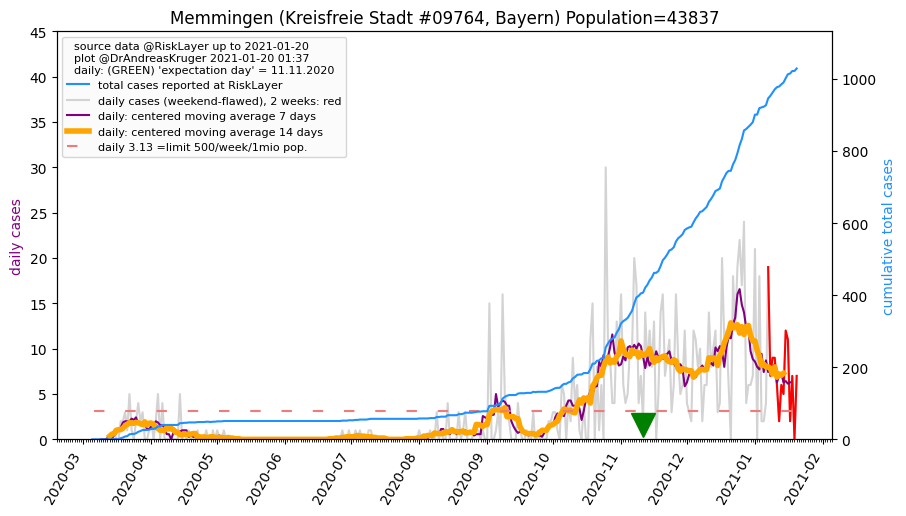 Memmingen (Kreisfreie Stadt #09764, Bayern) Population=43837
source data @RiskLayer up to 2021-01-20
plot @DrAndreasKruger 2021-01-20 01:37
daily: (GREEN) 'expectation day' = 11.11.2020
total cases reported at RiskLayer
daily cases (weekend-flawed), 2 weeks: red
daily: centered moving average 7 days
daily: centered moving average 14 days
daily 3.13 =limit 500/week/1mio pop.
daily cases
45
40
35
30
25
20
15
10
5
0
cumulative total cases
1000
800
600
400
200
0
2020-03
2020-04
2020-05
2020-06
2020-07
2020-08
2020-09
2020-10
2020-11
2020-12
2021-01
2021-02